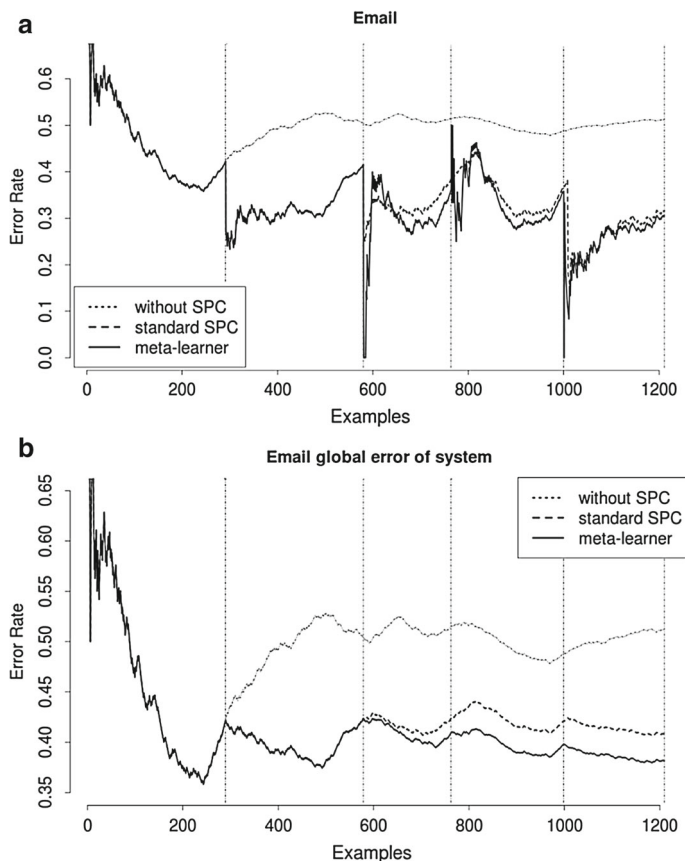 a
Email
Error Rate
0.6
0.5
0.4
0.3
0.2
0.1
0.0
without SPC
standard SPC
meta-learner
0 200 400 600 800 1000 1200
Examples
b
Email global error of system
Error Rate
0.65
0.60
0.55
0.50
0.45
0.40
0.35
without SPC
standard SPC
meta-learner
0 200 400 600 800 1000 1200
Examples